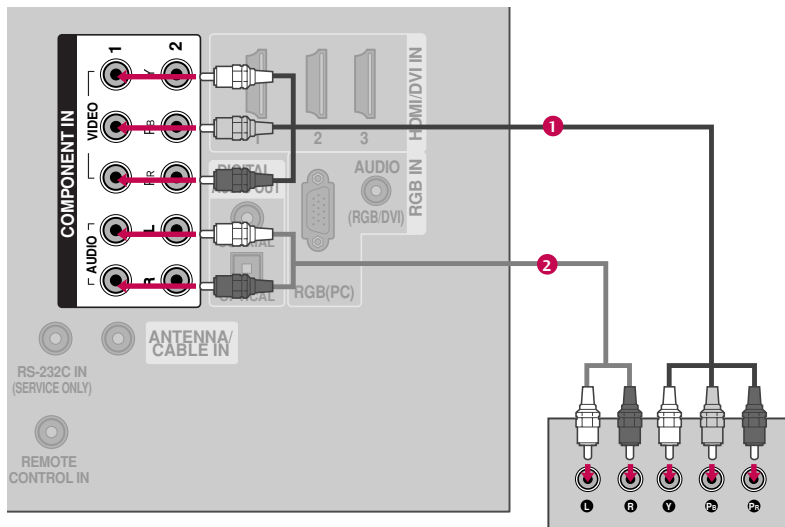 COMPONENT IN
VIDEO
AUDIO
1
2
Y
PB
PR
L
R
1
2
3
HDMI/DVI IN
DIGITAL
AUDIO OUT
AUDIO
(RGB/DVI)
RGB IN
RGB(PC)
OPTICAL
ANTENNA/
CABLE IN
RS-232C IN
(SERVICE ONLY)
REMOTE
CONTROL IN
1
2
L
R
Y
PB
PR